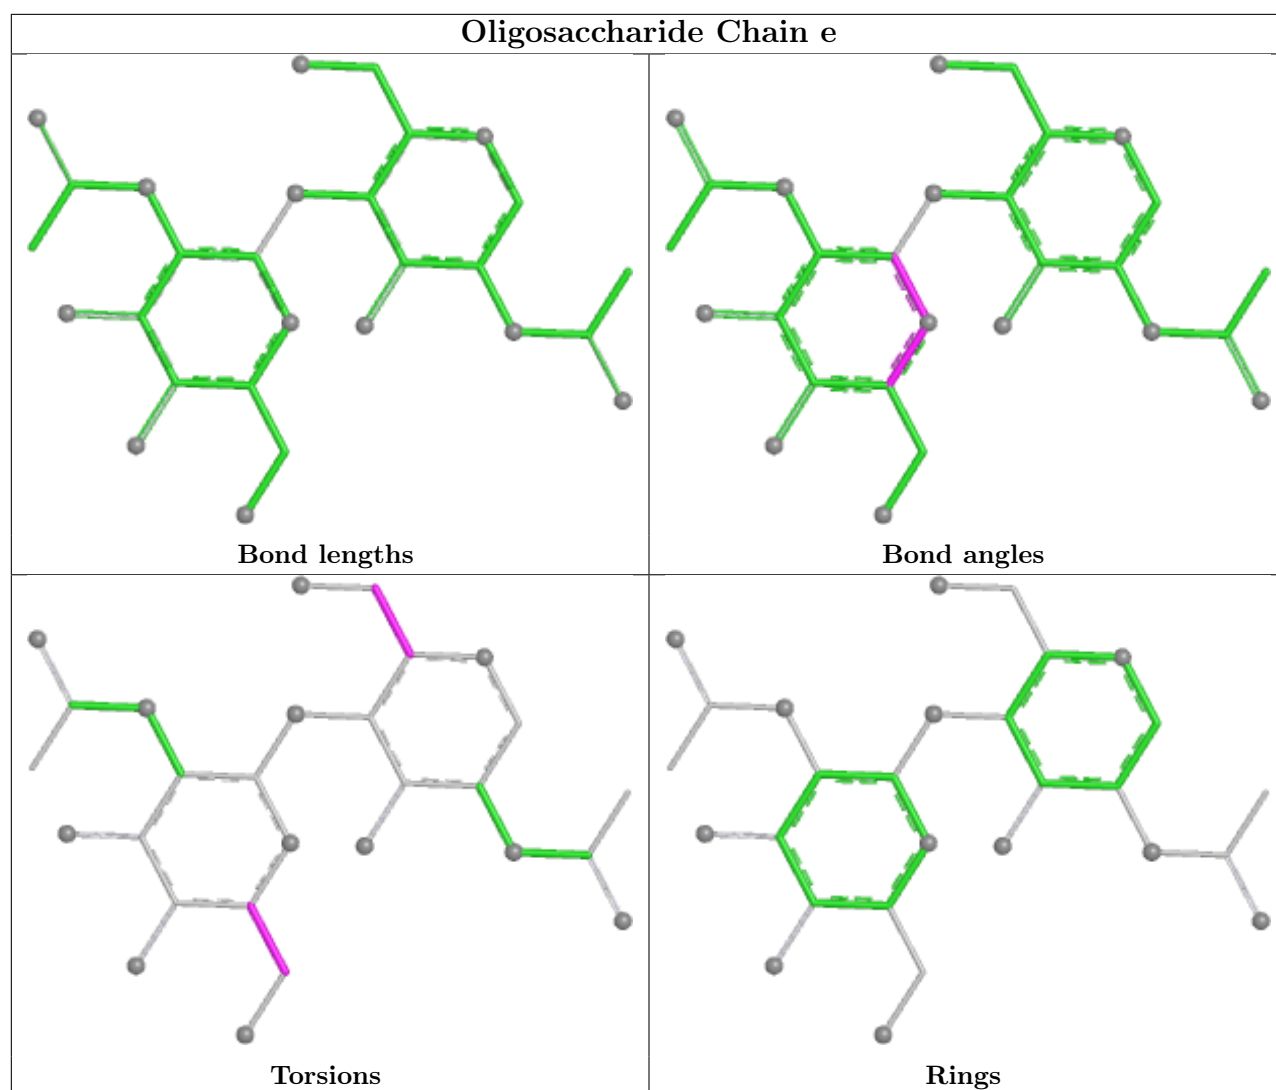 Oligosaccharide Chain e
Bond lengths
Bond angles
Torsions
Rings